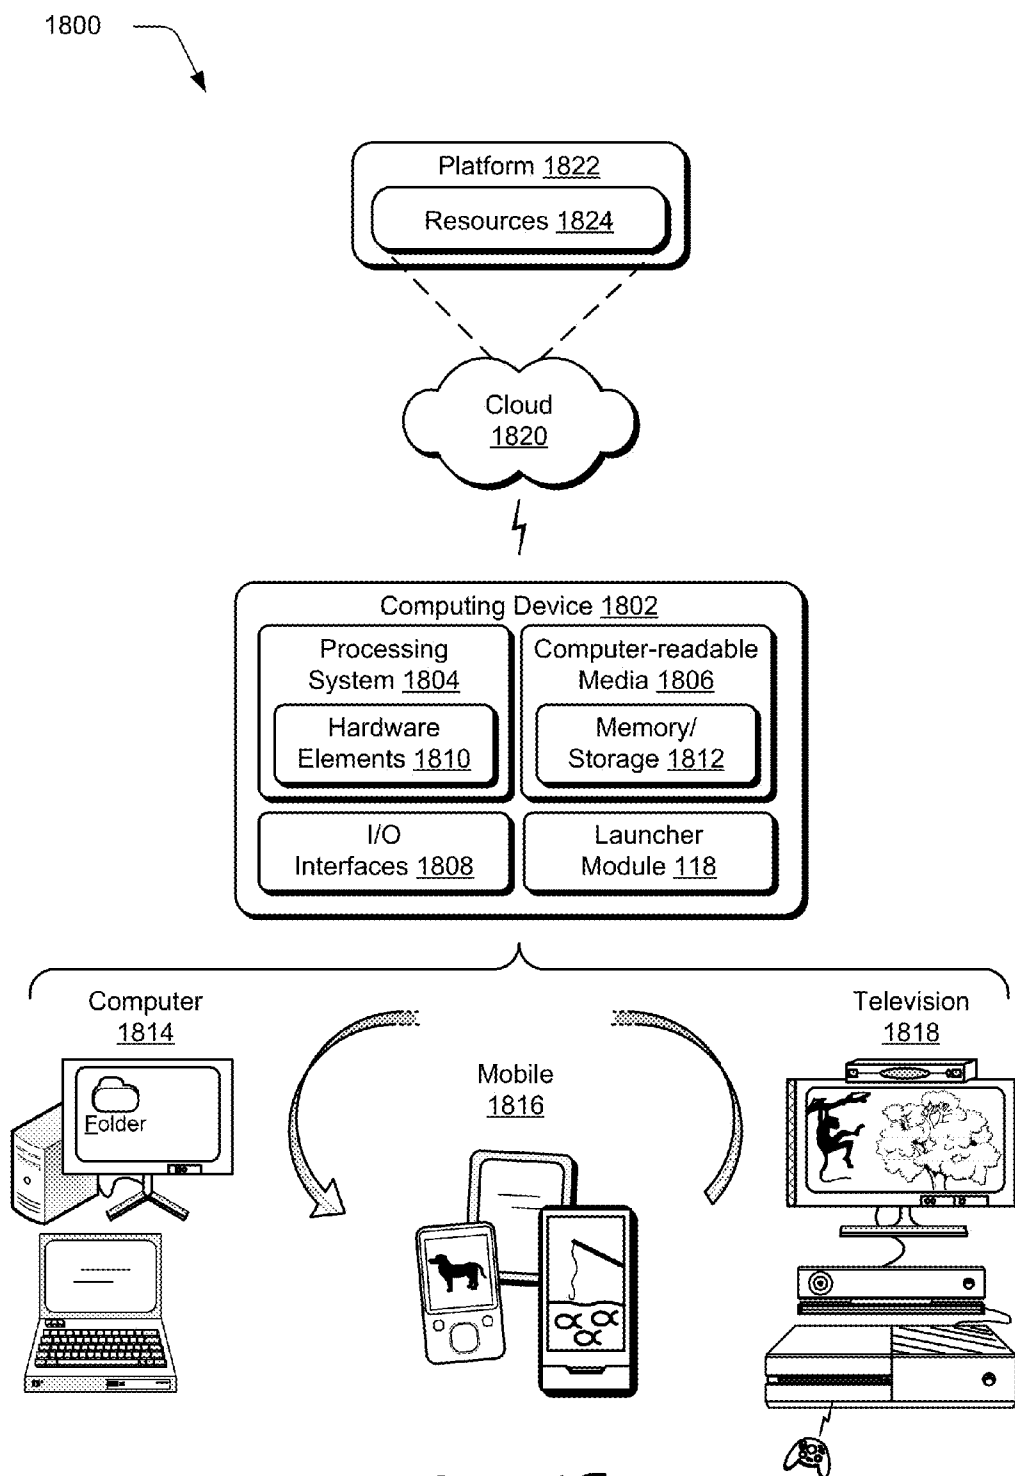 1800
Platform 1822
Resources 1824
Cloud
1820
Computing Device 1802
Processing
System 1804
Hardware
Elements 1810
Computer-readable
Media 1806
Memory/
Storage 1812
I/O
Interfaces 1808
Launcher
Module 118
Computer
1814
Folder
Mobile
1816
Television
1818